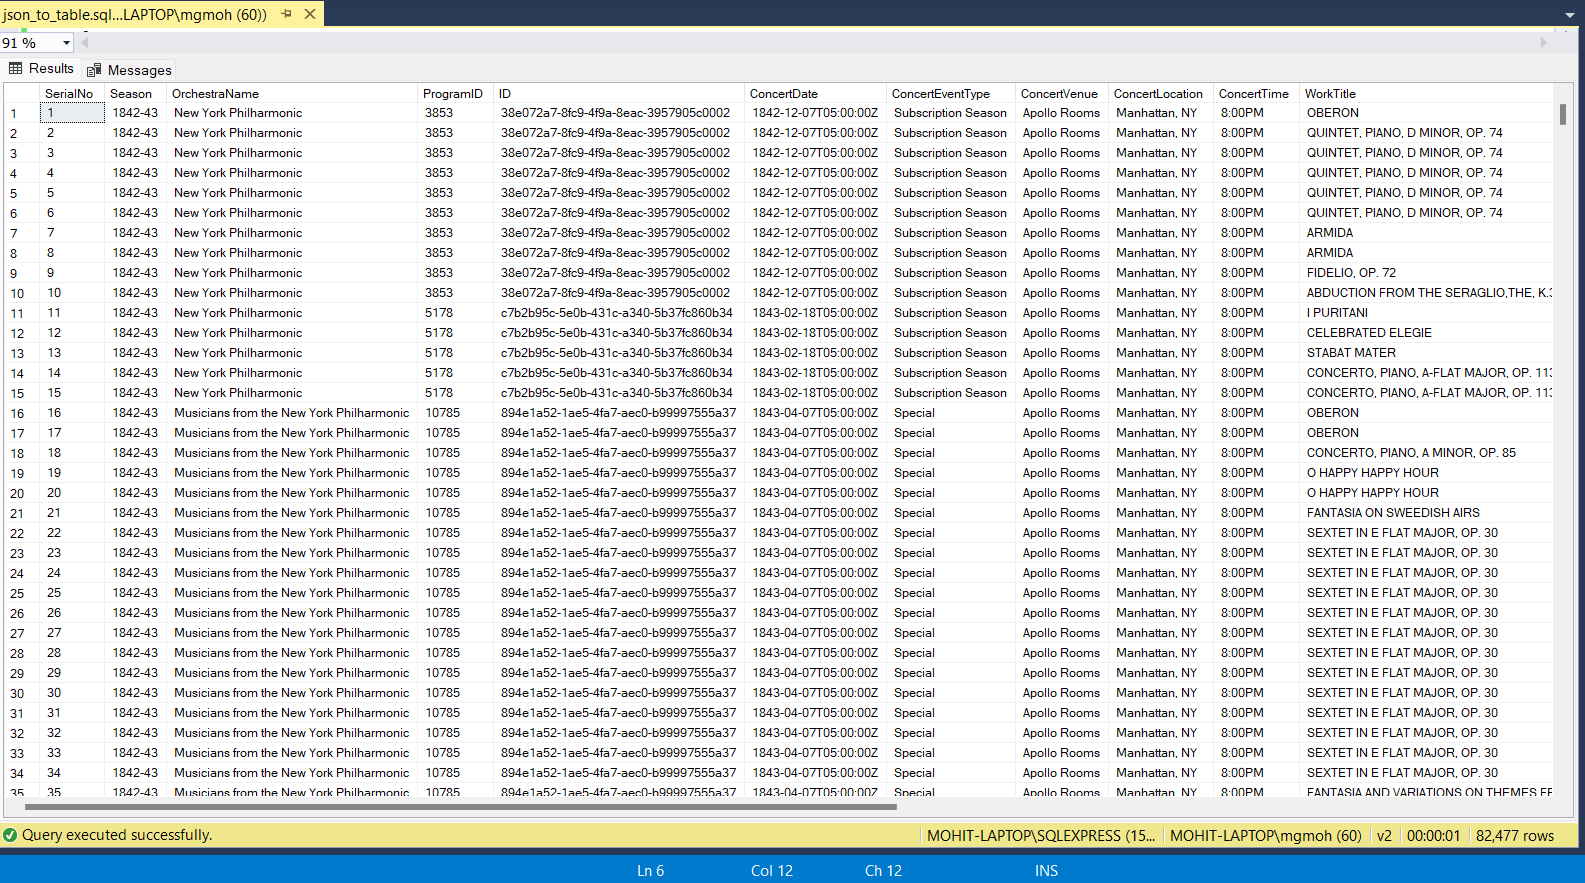 json_to_table.sql...LAPTOP\mgmoh (60))
91 %
Results Messages
SerialNo Season OrchestraName ProgramID ID ConcertDate ConcertEventType ConcertVenue ConcertLocation ConcertTime WorkTitle
1 1 1842-43 New York Philharmonic 3853 38e072a7-8fc9-4f9a-8eac-3957905c0002 1842-12-07T05:00:00Z Subscription Season Apollo Rooms Manhattan, NY 8:00PM OBERON
2 2 1842-43 New York Philharmonic 3853 38e072a7-8fc9-4f9a-8eac-3957905c0002 1842-12-07T05:00:00Z Subscription Season Apollo Rooms Manhattan, NY 8:00PM QUINTET, PIANO, D MINOR, OP. 74
3 3 1842-43 New York Philharmonic 3853 38e072a7-8fc9-4f9a-8eac-3957905c0002 1842-12-07T05:00:00Z Subscription Season Apollo Rooms Manhattan, NY 8:00PM QUINTET, PIANO, D MINOR, OP. 74
4 4 1842-43 New York Philharmonic 3853 38e072a7-8fc9-4f9a-8eac-3957905c0002 1842-12-07T05:00:00Z Subscription Season Apollo Rooms Manhattan, NY 8:00PM QUINTET, PIANO, D MINOR, OP. 74
5 5 1842-43 New York Philharmonic 3853 38e072a7-8fc9-4f9a-8eac-3957905c0002 1842-12-07T05:00:00Z Subscription Season Apollo Rooms Manhattan, NY 8:00PM QUINTET, PIANO, D MINOR, OP. 74
6 6 1842-43 New York Philharmonic 3853 38e072a7-8fc9-4f9a-8eac-3957905c0002 1842-12-07T05:00:00Z Subscription Season Apollo Rooms Manhattan, NY 8:00PM QUINTET, PIANO, D MINOR, OP. 74
7 7 1842-43 New York Philharmonic 3853 38e072a7-8fc9-4f9a-8eac-3957905c0002 1842-12-07T05:00:00Z Subscription Season Apollo Rooms Manhattan, NY 8:00PM ARMIDA
8 8 1842-43 New York Philharmonic 3853 38e072a7-8fc9-4f9a-8eac-3957905c0002 1842-12-07T05:00:00Z Subscription Season Apollo Rooms Manhattan, NY 8:00PM ARMIDA
9 9 1842-43 New York Philharmonic 3853 38e072a7-8fc9-4f9a-8eac-3957905c0002 1842-12-07T05:00:00Z Subscription Season Apollo Rooms Manhattan, NY 8:00PM FIDELIO, OP. 72
10 10 1842-43 New York Philharmonic 3853 38e072a7-8fc9-4f9a-8eac-3957905c0002 1842-12-07T05:00:00Z Subscription Season Apollo Rooms Manhattan, NY 8:00PM ABDUCTION FROM THE SERAGLIO,THE, K.3
11 11 1842-43 New York Philharmonic 5178 c7b2b95c-5e0b-431c-a340-5b37fc860b34 1843-02-18T05:00:00Z Subscription Season Apollo Rooms Manhattan, NY 8:00PM I PURITANI
12 12 1842-43 New York Philharmonic 5178 c7b2b95c-5e0b-431c-a340-5b37fc860b34 1843-02-18T05:00:00Z Subscription Season Apollo Rooms Manhattan, NY 8:00PM CELEBRATED ELEGIE
13 13 1842-43 New York Philharmonic 5178 c7b2b95c-5e0b-431c-a340-5b37fc860b34 1843-02-18T05:00:00Z Subscription Season Apollo Rooms Manhattan, NY 8:00PM STABAT MATER
14 14 1842-43 New York Philharmonic 5178 c7b2b95c-5e0b-431c-a340-5b37fc860b34 1843-02-18T05:00:00Z Subscription Season Apollo Rooms Manhattan, NY 8:00PM CONCERTO, PIANO, A-FLAT MAJOR, OP. 113
15 15 1842-43 New York Philharmonic 5178 c7b2b95c-5e0b-431c-a340-5b37fc860b34 1843-02-18T05:00:00Z Subscription Season Apollo Rooms Manhattan, NY 8:00PM CONCERTO, PIANO, A-FLAT MAJOR, OP. 113
16 16 1842-43 Musicians from the New York Philharmonic 10785 894e1a52-1ae5-4fa7-aec0-b99997555a37 1843-04-07T05:00:00Z Special Apollo Rooms Manhattan, NY 8:00PM OBERON
17 17 1842-43 Musicians from the New York Philharmonic 10785 894e1a52-1ae5-4fa7-aec0-b99997555a37 1843-04-07T05:00:00Z Special Apollo Rooms Manhattan, NY 8:00PM OBERON
18 18 1842-43 Musicians from the New York Philharmonic 10785 894e1a52-1ae5-4fa7-aec0-b99997555a37 1843-04-07T05:00:00Z Special Apollo Rooms Manhattan, NY 8:00PM CONCERTO, PIANO, A MINOR, OP. 85
19 19 1842-43 Musicians from the New York Philharmonic 10785 894e1a52-1ae5-4fa7-aec0-b99997555a37 1843-04-07T05:00:00Z Special Apollo Rooms Manhattan, NY 8:00PM O HAPPY HAPPY HOUR
20 20 1842-43 Musicians from the New York Philharmonic 10785 894e1a52-1ae5-4fa7-aec0-b99997555a37 1843-04-07T05:00:00Z Special Apollo Rooms Manhattan, NY 8:00PM O HAPPY HAPPY HOUR
21 21 1842-43 Musicians from the New York Philharmonic 10785 894e1a52-1ae5-4fa7-aec0-b99997555a37 1843-04-07T05:00:00Z Special Apollo Rooms Manhattan, NY 8:00PM FANTASIA ON SWEEDISH AIRS
22 22 1842-43 Musicians from the New York Philharmonic 10785 894e1a52-1ae5-4fa7-aec0-b99997555a37 1843-04-07T05:00:00Z Special Apollo Rooms Manhattan, NY 8:00PM SEXTET IN E FLAT MAJOR, OP. 30
23 23 1842-43 Musicians from the New York Philharmonic 10785 894e1a52-1ae5-4fa7-aec0-b99997555a37 1843-04-07T05:00:00Z Special Apollo Rooms Manhattan, NY 8:00PM SEXTET IN E FLAT MAJOR, OP. 30
24 24 1842-43 Musicians from the New York Philharmonic 10785 894e1a52-1ae5-4fa7-aec0-b99997555a37 1843-04-07T05:00:00Z Special Apollo Rooms Manhattan, NY 8:00PM SEXTET IN E FLAT MAJOR, OP. 30
25 25 1842-43 Musicians from the New York Philharmonic 10785 894e1a52-1ae5-4fa7-aec0-b99997555a37 1843-04-07T05:00:00Z Special Apollo Rooms Manhattan, NY 8:00PM SEXTET IN E FLAT MAJOR, OP. 30
26 26 1842-43 Musicians from the New York Philharmonic 10785 894e1a52-1ae5-4fa7-aec0-b99997555a37 1843-04-07T05:00:00Z Special Apollo Rooms Manhattan, NY 8:00PM SEXTET IN E FLAT MAJOR, OP. 30
27 27 1842-43 Musicians from the New York Philharmonic 10785 894e1a52-1ae5-4fa7-aec0-b99997555a37 1843-04-07T05:00:00Z Special Apollo Rooms Manhattan, NY 8:00PM SEXTET IN E FLAT MAJOR, OP. 30
28 28 1842-43 Musicians from the New York Philharmonic 10785 894e1a52-1ae5-4fa7-aec0-b99997555a37 1843-04-07T05:00:00Z Special Apollo Rooms Manhattan, NY 8:00PM SEXTET IN E FLAT MAJOR, OP. 30
29 29 1842-43 Musicians from the New York Philharmonic 10785 894e1a52-1ae5-4fa7-aec0-b99997555a37 1843-04-07T05:00:00Z Special Apollo Rooms Manhattan, NY 8:00PM SEXTET IN E FLAT MAJOR, OP. 30
30 30 1842-43 Musicians from the New York Philharmonic 10785 894e1a52-1ae5-4fa7-aec0-b99997555a37 1843-04-07T05:00:00Z Special Apollo Rooms Manhattan, NY 8:00PM SEXTET IN E FLAT MAJOR, OP. 30
31 31 1842-43 Musicians from the New York Philharmonic 10785 894e1a52-1ae5-4fa7-aec0-b99997555a37 1843-04-07T05:00:00Z Special Apollo Rooms Manhattan, NY 8:00PM SEXTET IN E FLAT MAJOR, OP. 30
32 32 1842-43 Musicians from the New York Philharmonic 10785 894e1a52-1ae5-4fa7-aec0-b99997555a37 1843-04-07T05:00:00Z Special Apollo Rooms Manhattan, NY 8:00PM SEXTET IN E FLAT MAJOR, OP. 30
33 33 1842-43 Musicians from the New York Philharmonic 10785 894e1a52-1ae5-4fa7-aec0-b99997555a37 1843-04-07T05:00:00Z Special Apollo Rooms Manhattan, NY 8:00PM SEXTET IN E FLAT MAJOR, OP. 30
34 34 1842-43 Musicians from the New York Philharmonic 10785 894e1a52-1ae5-4fa7-aec0-b99997555a37 1843-04-07T05:00:00Z Special Apollo Rooms Manhattan, NY 8:00PM SEXTET IN E FLAT MAJOR, OP. 30
35 35 1842-43 Musicians from the New York Philharmonic 10785 894e1a52-1ae5-4fa7-aec0-b99997555a37 1843-04-07T05:00:00Z Special Apollo Rooms Manhattan, NY 8:00PM FANTASIA AND VARIATIONS ON THEMES FR
Query executed successfully. MOHIT-LAPTOP\SQLEXPRESS (15... MOHIT-LAPTOP\mgmoh (60) v2 00:00:01 82,477 rows
Ln 6 Col 12 Ch 12 INS